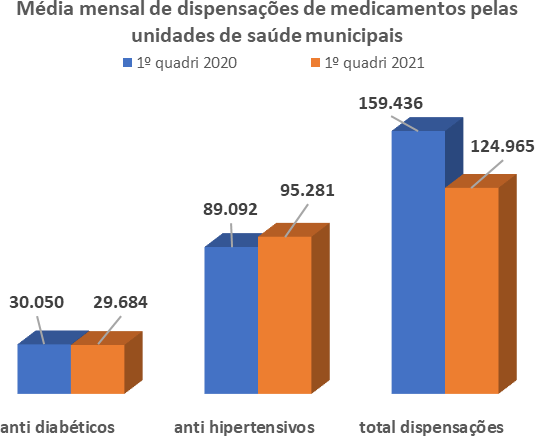 Média mensal de dispensações de medicamentos pelas
unidades de saúde municipais
1º quadri 2020 1º quadri 2021
159.436
124.965
89.092 95.281
30.050 29.684
anti diabéticos anti hipertensivos total dispensações